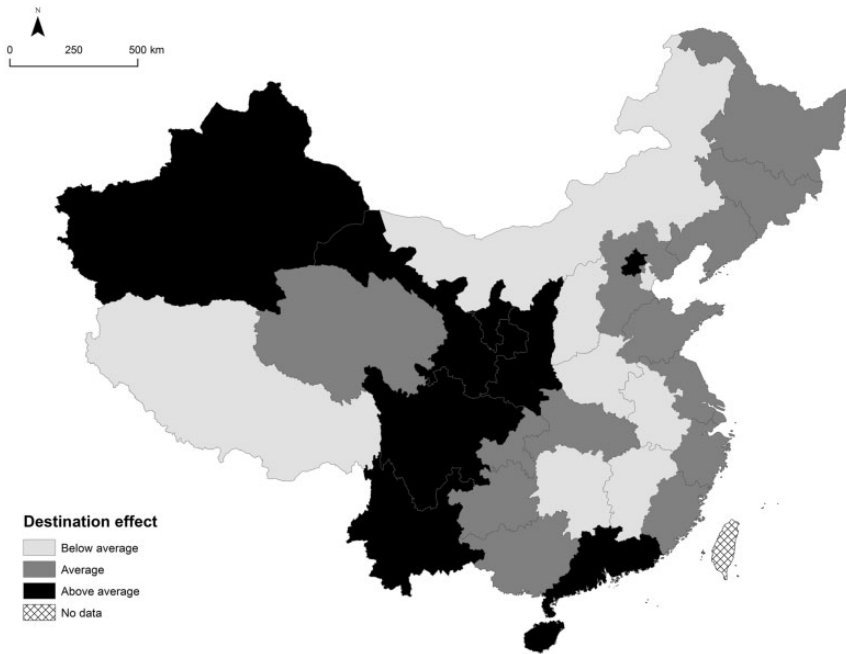 N
0 250 500 km
Destination effect
Below average
Average
Above average
No data